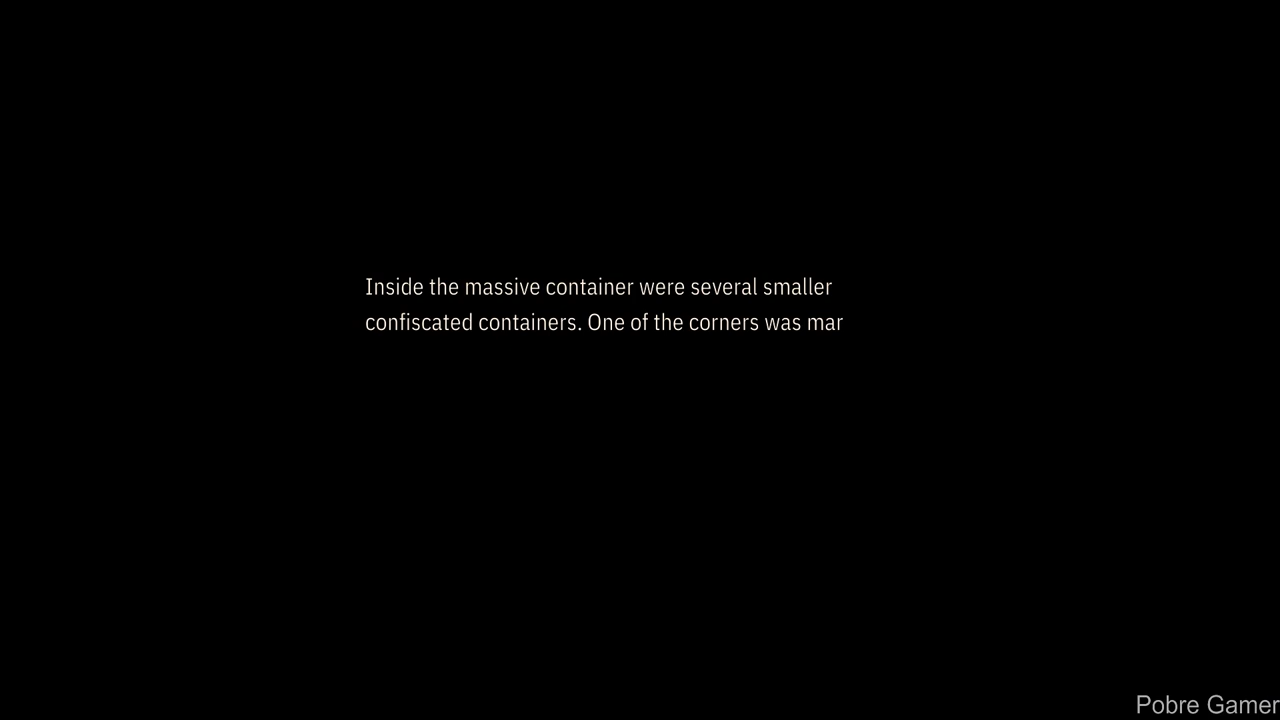 Inside the massive container were several smaller
confiscated containers. One of the corners was mar
Pobre Gamer